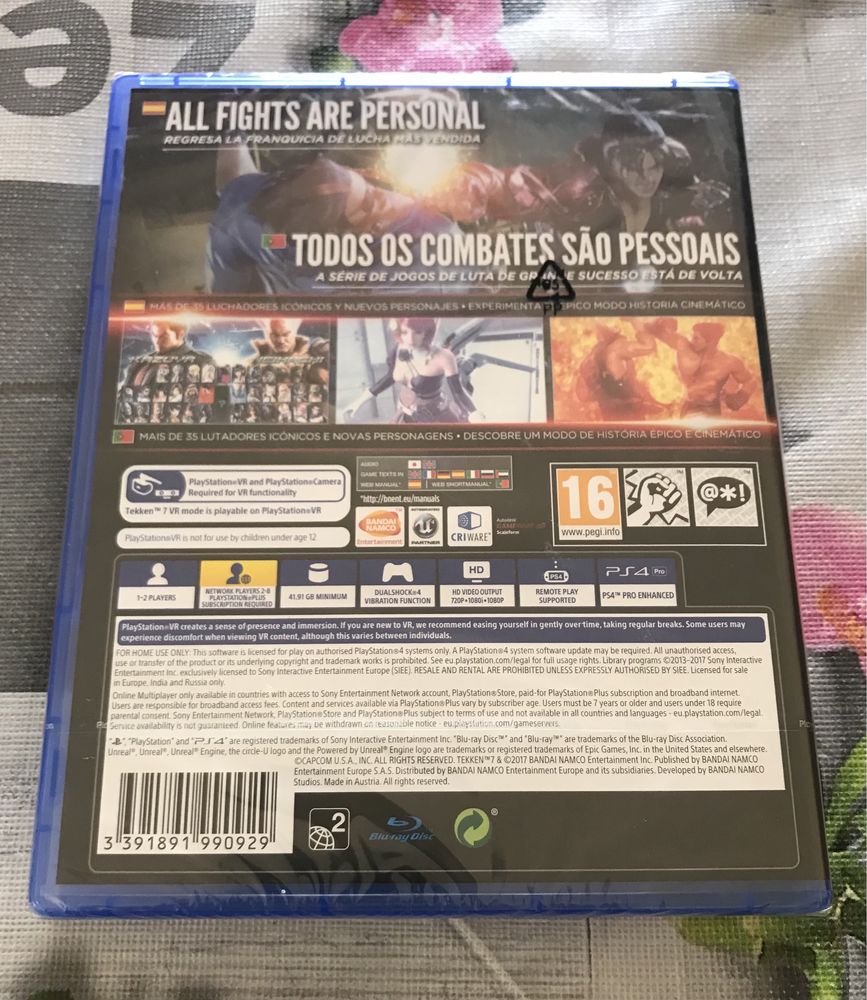 ALL FIGHTS ARE PERSONAL
REGRESA LA FRANQUICIA DE LUCHA MÁS VENDIDA
TODOS OS COMBATES SÃO PESSOAIS
A SÉRIE DE JOGOS DE LUTA DE GRANDE SUCESSO ESTÁ DE VOLTA
MÁS DE 35 LUCHADORES ICÓNICOS Y NUEVOS PERSONAJES • EXPERIMENTA EPICO MODO HISTORIA CINEMÁTICO
KAZUYA
HEIHACHI
MAIS DE 35 LUTADORES ICÓNICOS E NOVAS PERSONAGENS • DESCOBRE UM MODO DE HISTÓRIA ÉPICO E CINEMÁTICO
PlayStation®VR and PlayStation®Camera
Required for VR functionality
Tekken™ 7 VR mode is playable on PlayStation®VR
PlayStation®VR is not for use by children under age 12
AUDIO
GAME TEXTS IN
WEB MANUAL* WEB SHORTMANUAL*
*http://bnent.eu/manuals
BANDAI
NAMCO
Entertainment
PARTNER
CRIWARE™
Autodesk
GAMEWARE
Scaleform
16
www.pegi.info
@*!
1-2 PLAYERS
NETWORK PLAYERS 2-8
PLAYSTATION®PLUS
SUBSCRIPTION REQUIRED
41.91 GB MINIMUM
DUALSHOCK®4
VIBRATION FUNCTION
HD
HD VIDEO OUTPUT
720P•1080i•1080P
PS4
REMOTE PLAY
SUPPORTED
PS4 Pro
PS4™ PRO ENHANCED
PlayStation®VR creates a sense of presence and immersion. If you are new to VR, we recommend easing yourself in gently over time, taking regular breaks. Some users may
experience discomfort when viewing VR content, although this varies between individuals.
FOR HOME USE ONLY: This software is licensed for play on authorised PlayStation®4 systems only. A PlayStation®4 system software update may be required. All unauthorised access,
use or transfer of the product or its underlying copyright and trademark works is prohibited. See eu.playstation.com/legal for full usage rights. Library programs ©2013-2017 Sony Interactive
Entertainment Inc. exclusively licensed to Sony Interactive Entertainment Europe (SIEE). RESALE AND RENTAL ARE PROHIBITED UNLESS EXPRESSLY AUTHORISED BY SIEE. Licensed for sale
in Europe, India and Russia only.
Online Multiplayer only available in countries with access to Sony Entertainment Network account, PlayStation®Store, paid-for PlayStation®Plus subscription and broadband internet.
Users are responsible for broadband access fees. Content and services available via PlayStation®Plus vary by subscriber age. Users must be 7 years or older and users under 18 require
parental consent. Sony Entertainment Network, PlayStation®Store and PlayStation®Plus subject to terms of use and not available in all countries and languages - eu.playstation.com/legal.
Service availability is not guaranteed. Online features may be withdrawn on reasonable notice - eu.playstation.com/gameservers.
"PlayStation" and "PS4" are registered trademarks of Sony Interactive Entertainment Inc. "Blu-ray Disc™" and "Blu-ray™" are trademarks of the Blu-ray Disc Association.
Unreal®, Unreal®, Unreal® Engine, the circle-U logo and the Powered by Unreal® Engine logo are trademarks or registered trademarks of Epic Games, Inc. in the United States and elsewhere.
©CAPCOM U.S.A., INC. ALL RIGHTS RESERVED. TEKKEN™7 & ©2017 BANDAI NAMCO Entertainment Inc. Published by BANDAI NAMCO
Entertainment Europe S.A.S. Distributed by BANDAI NAMCO Entertainment Europe and its subsidiaries. Developed by BANDAI NAMCO
Studios. Made in Austria. All rights reserved.
3 391891 990929
2
Blu-ray Disc